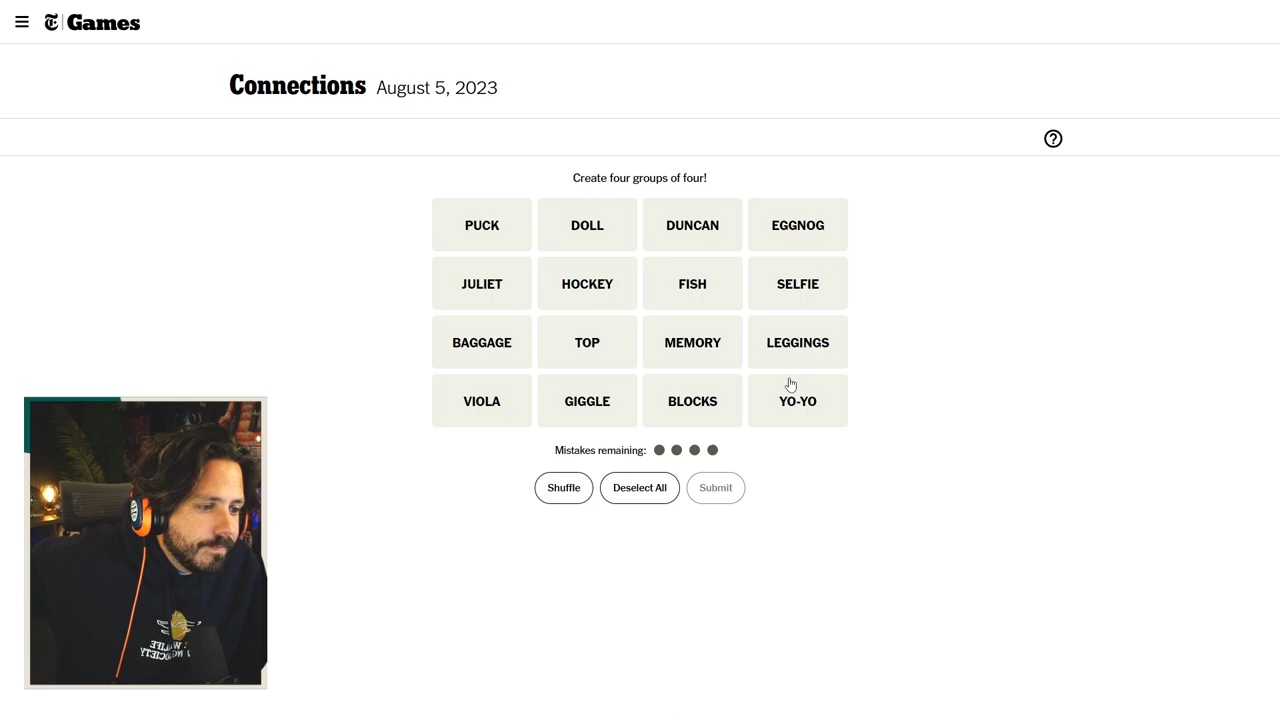 Games
Connections August 5, 2023
Create four groups of four!
PUCK DOLL DUNCAN EGGNOG
JULIET HOCKEY FISH SELFIE
BAGGAGE TOP MEMORY LEGGINGS
VIOLA GIGGLE BLOCKS YO-YO
Mistakes remaining:
Shuffle Deselect All Submit